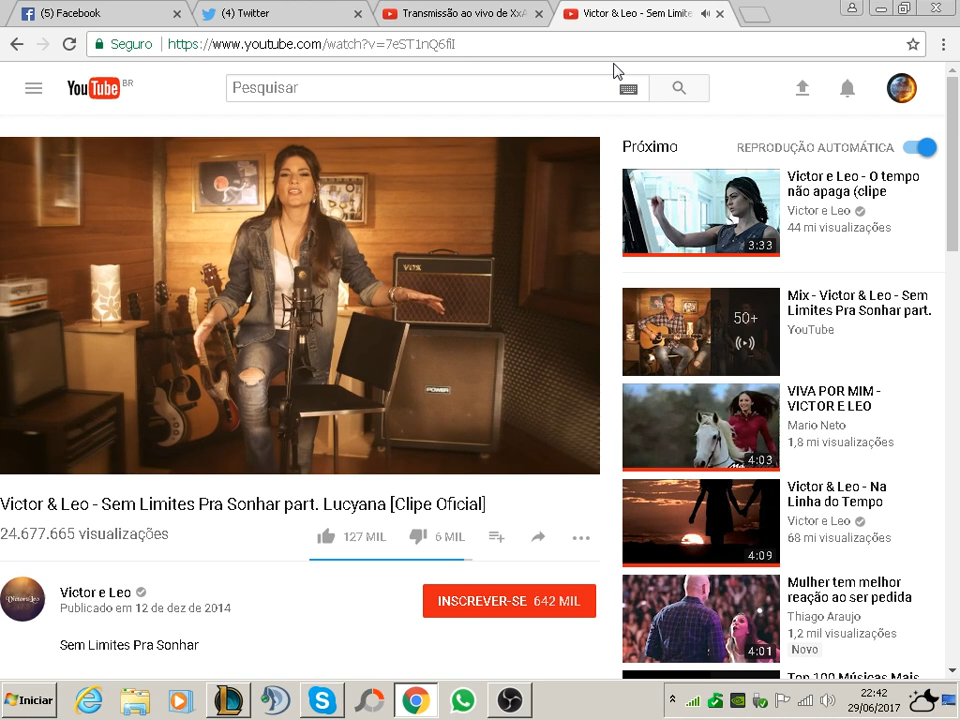 (5) Facebook
(4) Twitter
Transmissão ao vivo de XxA
Victor & Leo - Sem Limite
Seguro
https://www.youtube.com/watch?v=7eST1nQ6fiI
YouTube BR
Pesquisar
VOX
POWER
Victor & Leo - Sem Limites Pra Sonhar part. Lucyana [Clipe Oficial]
24.677.665 visualizações
127 MIL
6 MIL
Victor e Leo
Publicado em 12 de dez de 2014
INSCREVER-SE 642 MIL
Sem Limites Pra Sonhar
Próximo
REPRODUÇÃO AUTOMÁTICA
3:33
Victor e Leo - O tempo
não apaga (clipe
Victor e Leo
44 mi visualizações
50+
Mix - Victor & Leo - Sem
Limites Pra Sonhar part.
YouTube
4:03
VIVA POR MIM -
VICTOR E LEO
Mario Neto
1,8 mi visualizações
4:09
Victor & Leo - Na
Linha do Tempo
Victor e Leo
68 mi visualizações
4:01
Mulher tem melhor
reação ao ser pedida
Thiago Araujo
1,2 mil visualizações
Novo
Top 100 Músicas Mais
Iniciar
22:42
29/06/2017